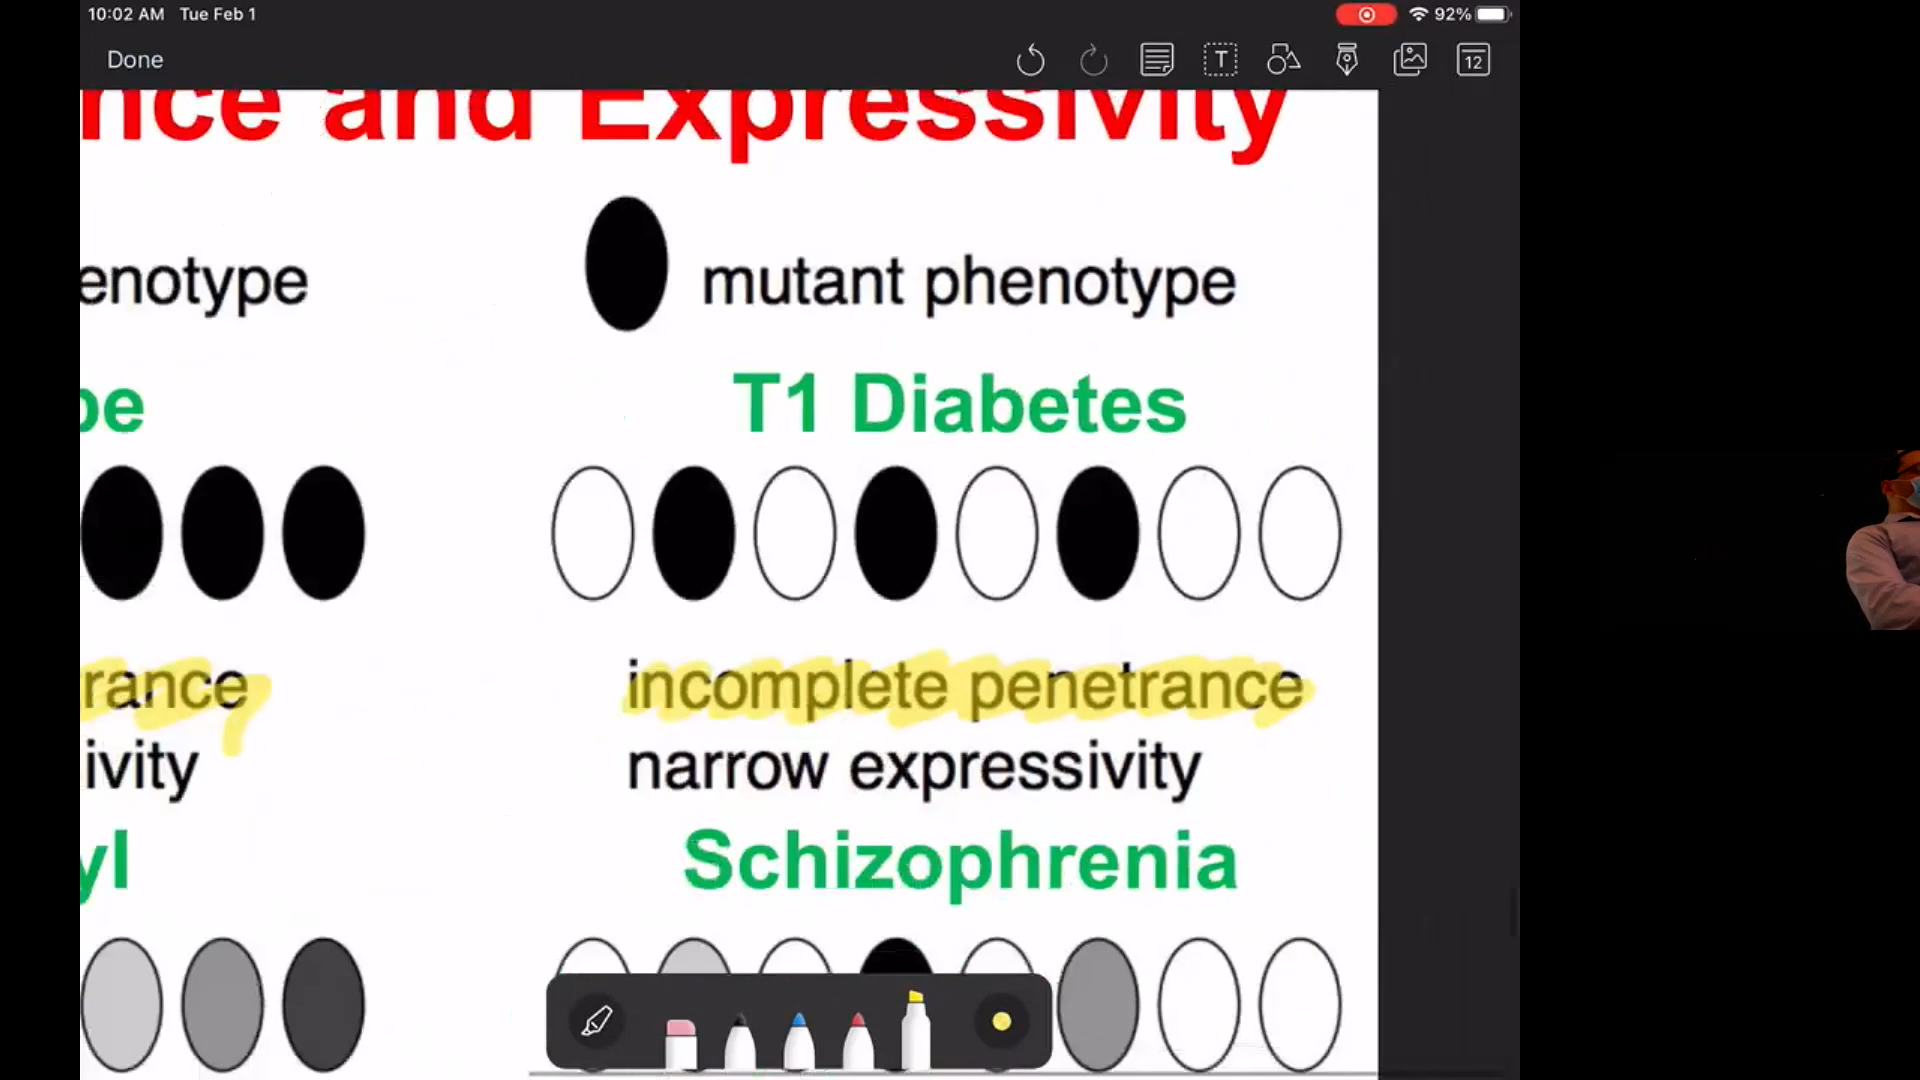 10:02 AM Tue Feb 1
92%
Done
T
12
nce and Expressivity
enotype
mutant phenotype
pe
T1 Diabetes
rance
incomplete penetrance
ivity
narrow expressivity
yl
Schizophrenia